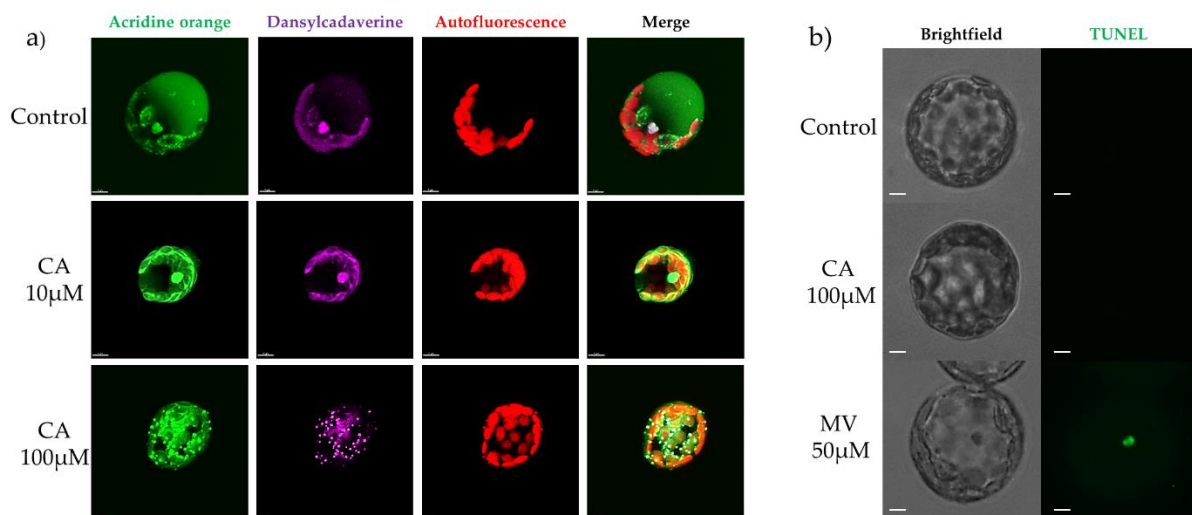 a)
Acridine orange Dansylcadaverine Autofluorescence Merge
Control
CA
10µM
CA
100µM
b)
Brightfield TUNEL
Control
CA
100µM
MV
50µM